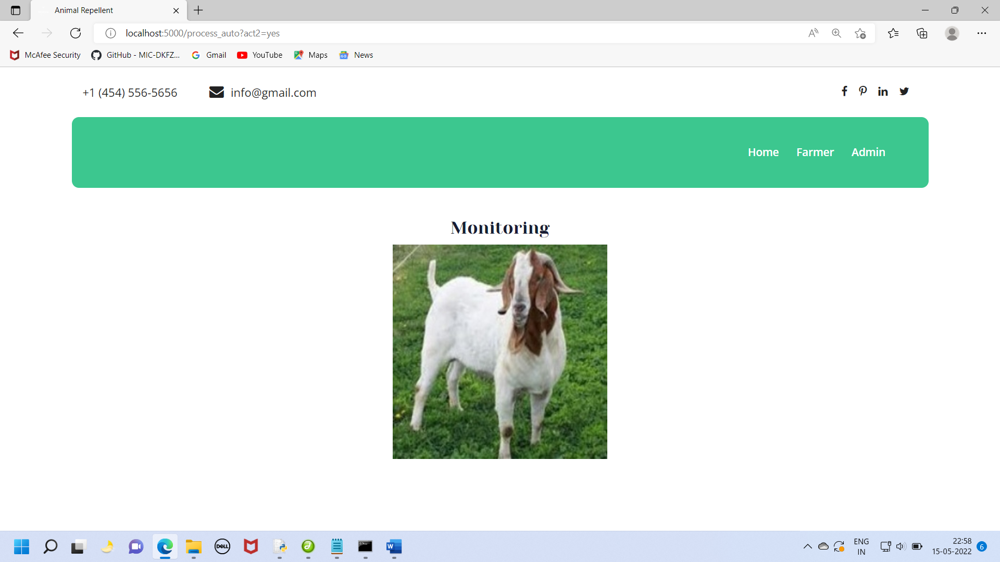 Animal Repellent
localhost:5000/process_auto?act2=yes
McAfee Security GitHub - MIC-DKFZ... Gmail YouTube Maps News
+1 (454) 556-5656 info@gmail.com
Home Farmer Admin
Monitoring
DELL
ENG
IN
22:58
15-05-2022
6